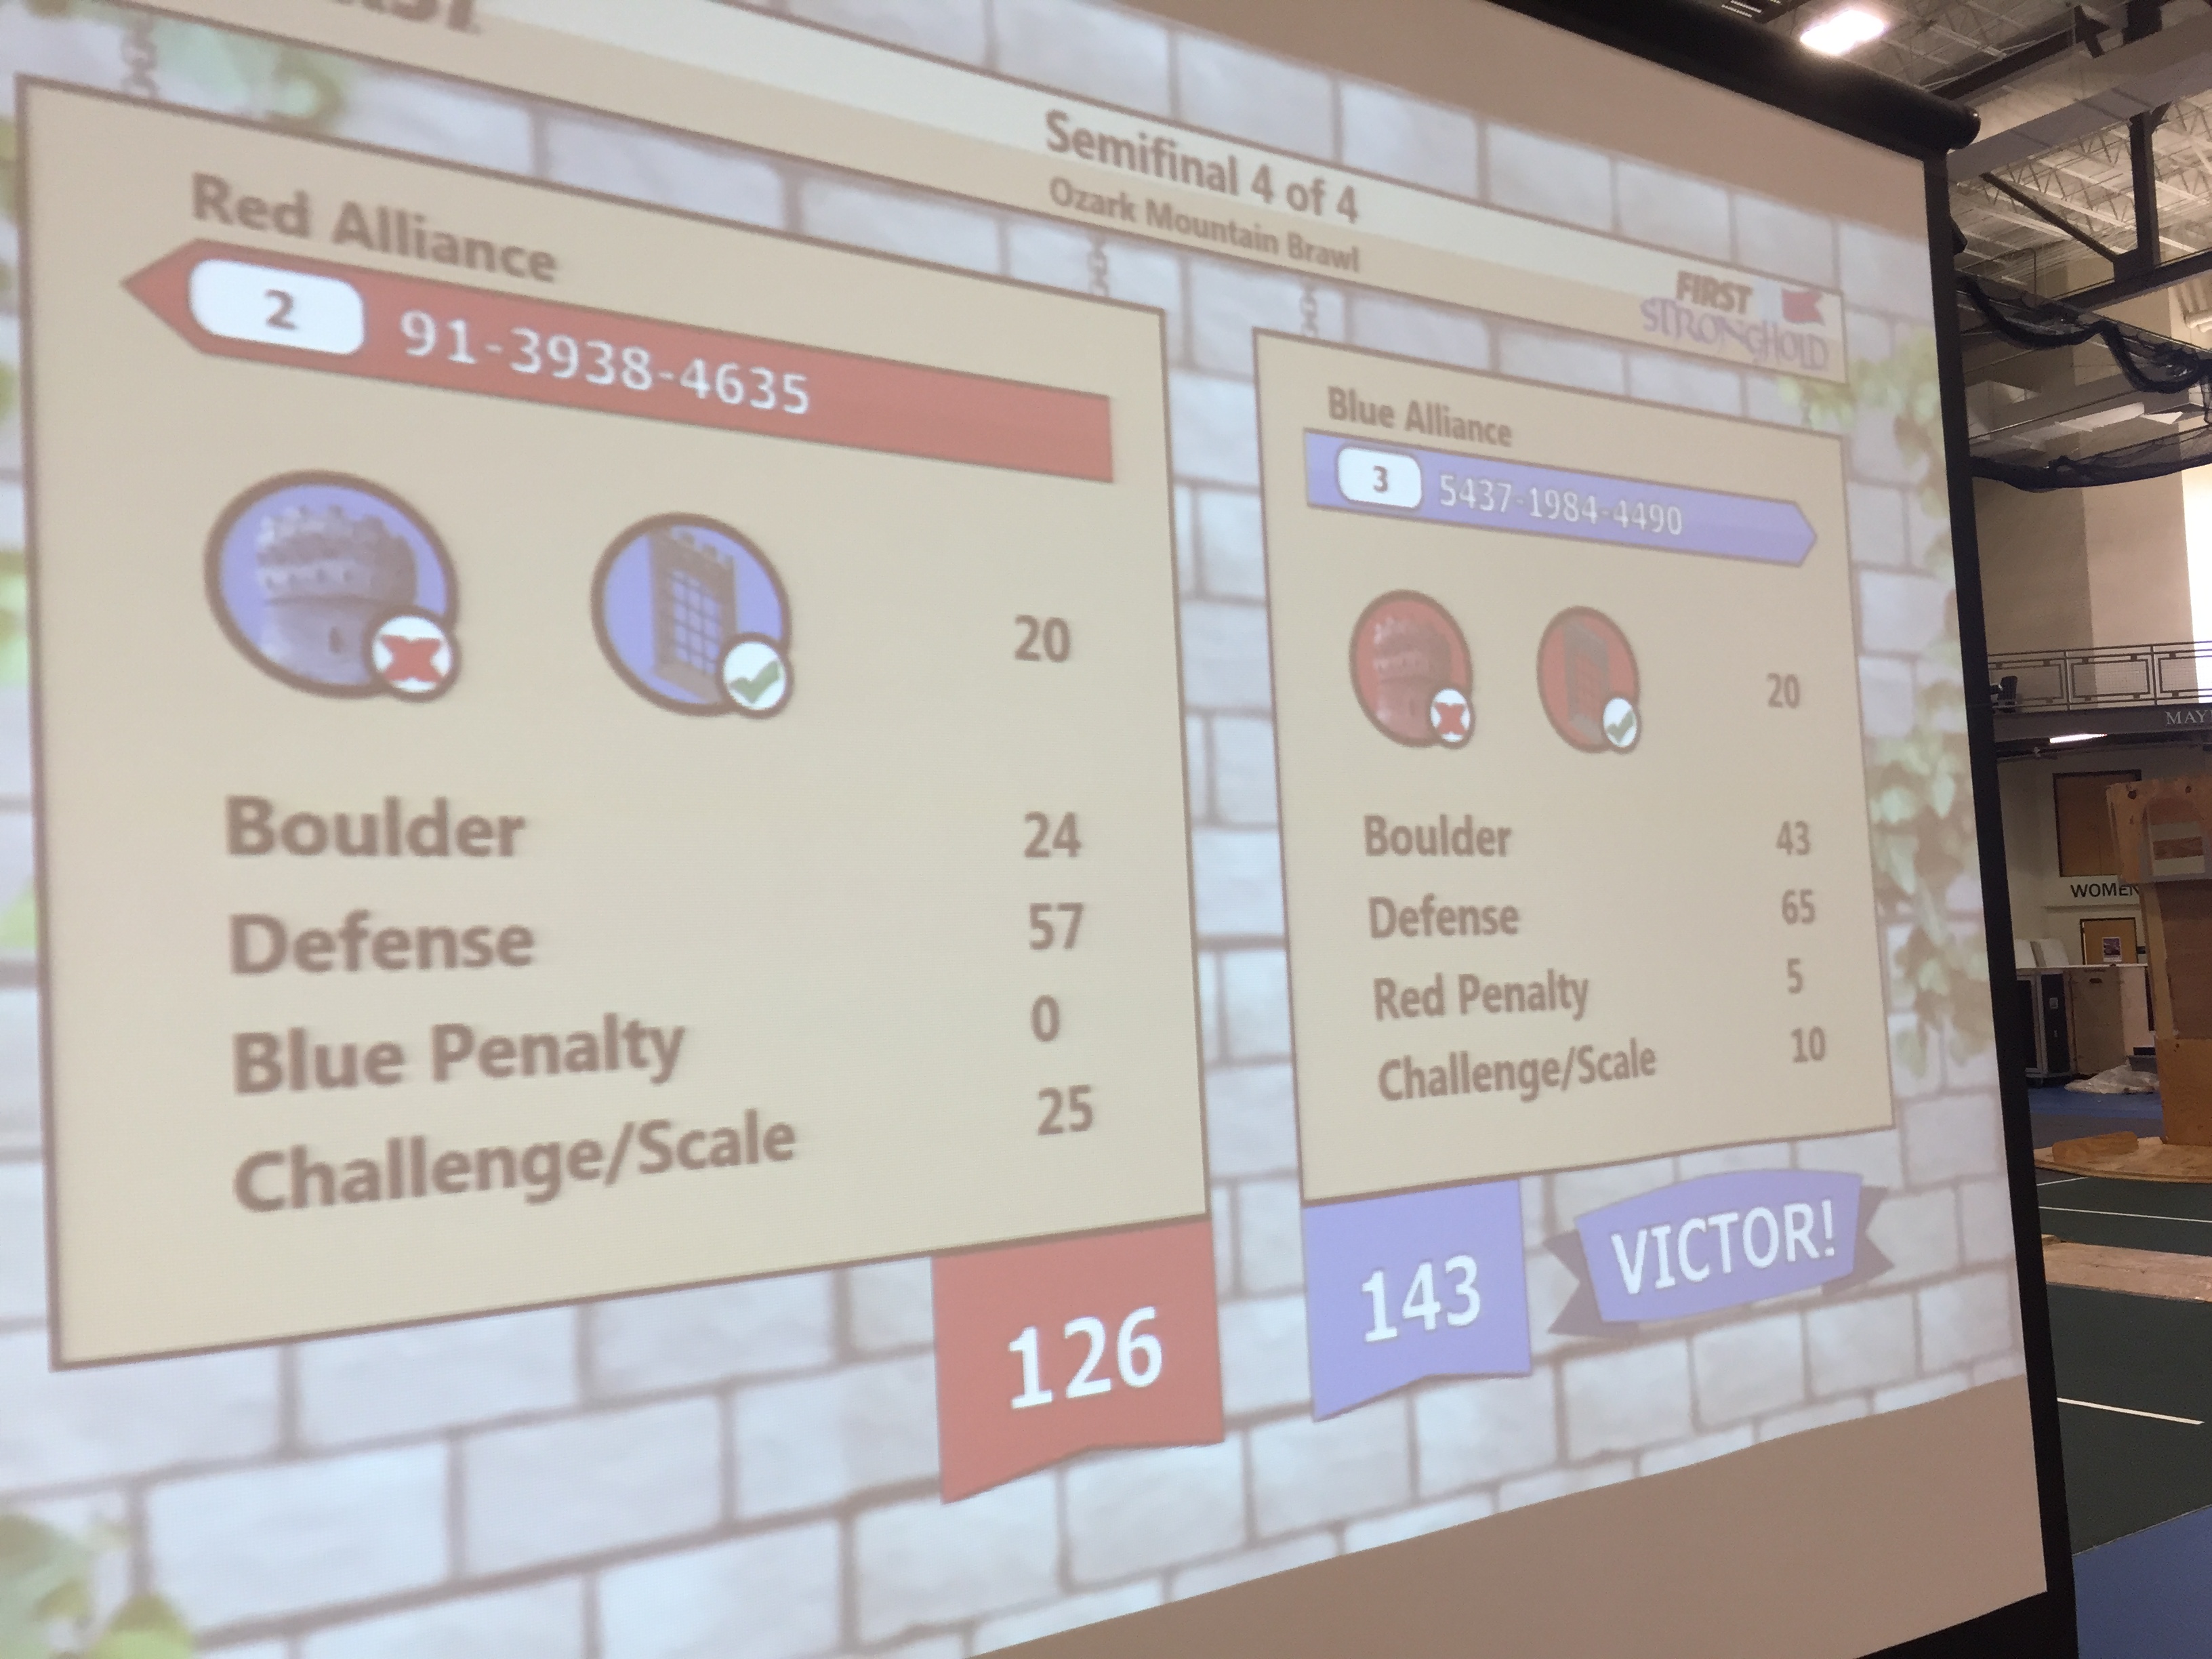 Semifinal 4 of 4
Ozark Mountain Brawl
FIRST
STRONGHOLD
Red Alliance
2 91-3938-4635
20
Boulder 24
Defense 57
Blue Penalty 0
Challenge/Scale 25
126
Blue Alliance
3 5437-1984-4490
20
Boulder 43
Defense 65
Red Penalty 5
Challenge/Scale 10
143 VICTOR!